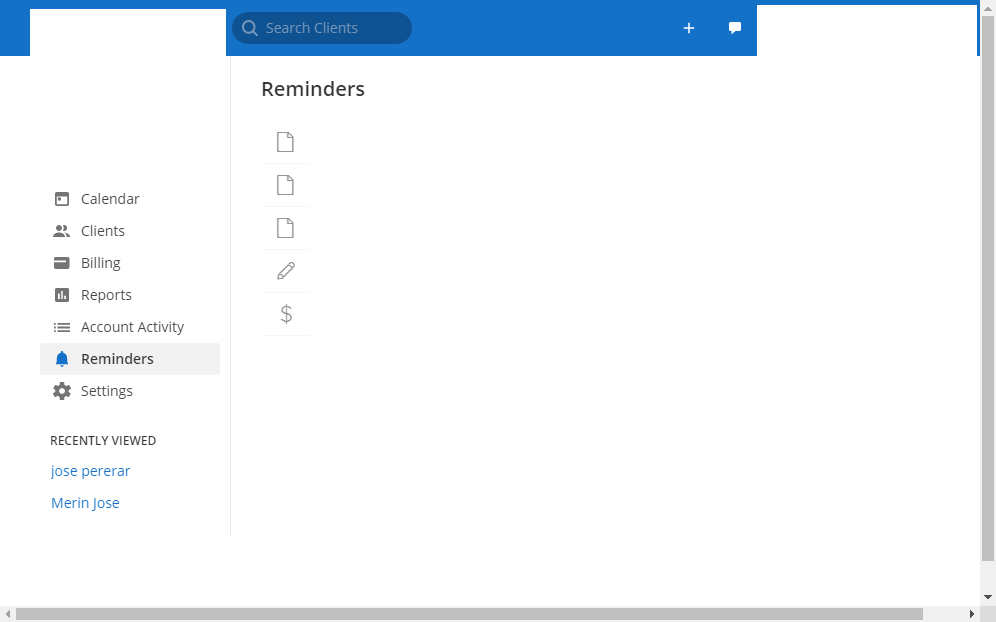 Search Clients
Reminders
Calendar
Clients
Billing
Reports
Account Activity
Reminders
Settings
RECENTLY VIEWED
jose pererar
Merin Jose